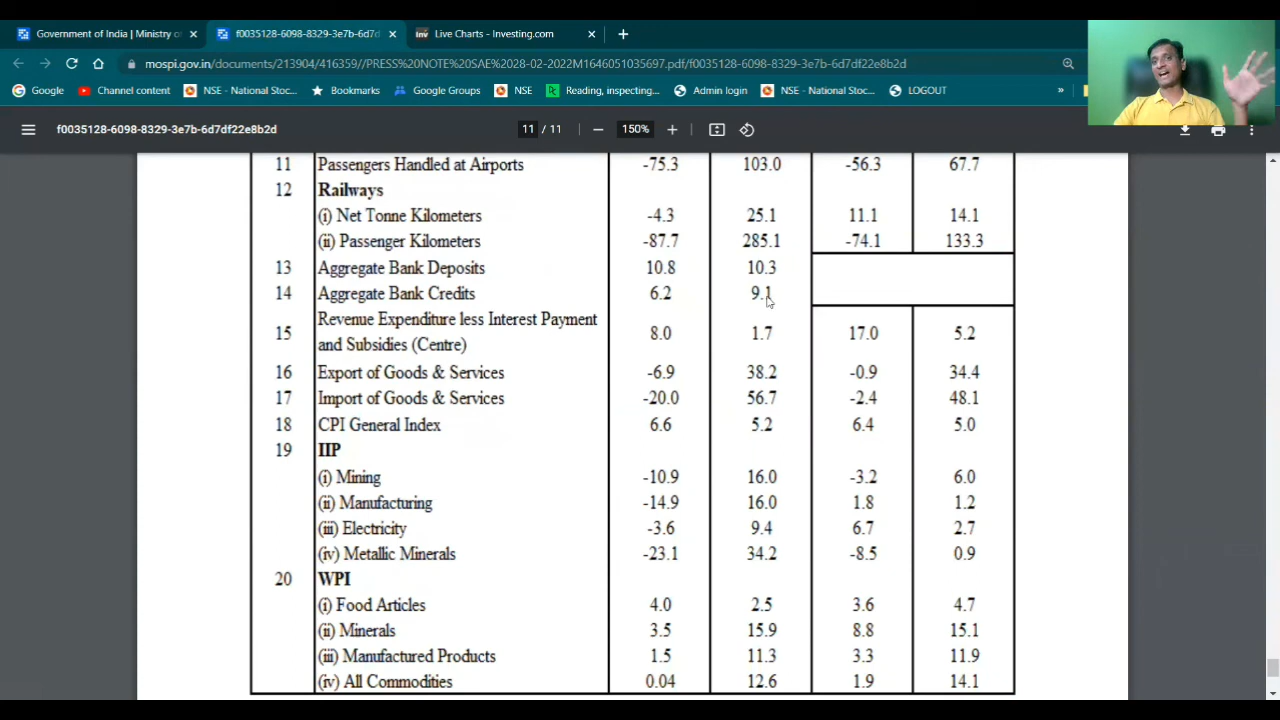 Government of India | Ministry o
f0035128-6098-8329-3e7b-6d7d
Inv Live Charts - Investing.com
mospi.gov.in/documents/213904/416359//PRESS%20NOTE%20SAE%2028-02-2022M1646051035697.pdf/f0035128-6098-8329-3e7b-6d7df22e8b2d
Google Channel content NSE - National Stoc... Bookmarks Google Groups NSE Reading, inspecting... Admin login NSE - National Stoc... LOGOUT »
f0035128-6098-8329-3e7b-6d7df22e8b2d 11 / 11 150%
11 Passengers Handled at Airports -75.3 103.0 -56.3 67.7
12 Railways
(i) Net Tonne Kilometers -4.3 25.1 11.1 14.1
(ii) Passenger Kilometers -87.7 285.1 -74.1 133.3
13 Aggregate Bank Deposits 10.8 10.3
14 Aggregate Bank Credits 6.2 9.1
15 Revenue Expenditure less Interest Payment
and Subsidies (Centre) 8.0 1.7 17.0 5.2
16 Export of Goods & Services -6.9 38.2 -0.9 34.4
17 Import of Goods & Services -20.0 56.7 -2.4 48.1
18 CPI General Index 6.6 5.2 6.4 5.0
19 IIP
(i) Mining -10.9 16.0 -3.2 6.0
(ii) Manufacturing -14.9 16.0 1.8 1.2
(iii) Electricity -3.6 9.4 6.7 2.7
(iv) Metallic Minerals -23.1 34.2 -8.5 0.9
20 WPI
(i) Food Articles 4.0 2.5 3.6 4.7
(ii) Minerals 3.5 15.9 8.8 15.1
(iii) Manufactured Products 1.5 11.3 3.3 11.9
(iv) All Commodities 0.04 12.6 1.9 14.1